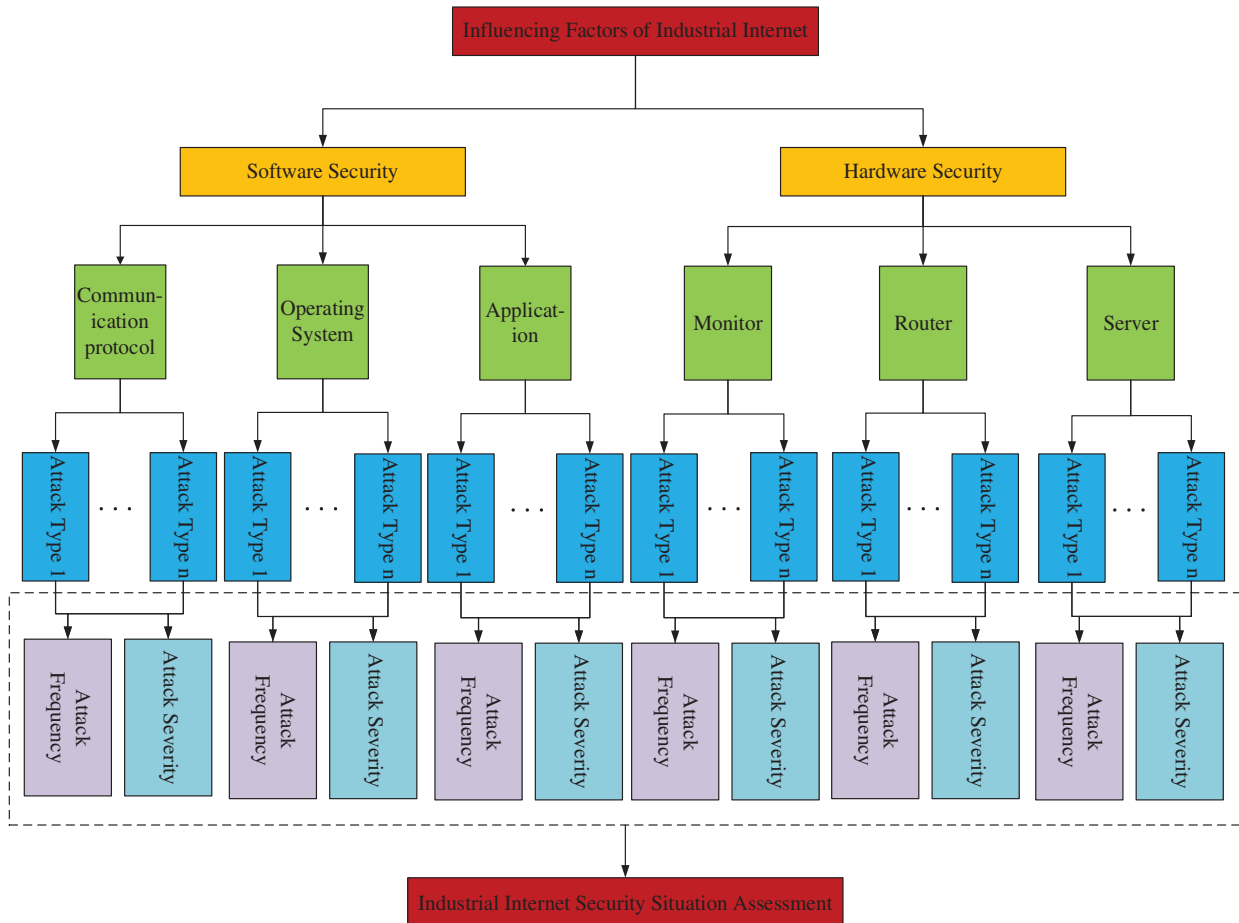 Influencing Factors of Industrial Internet
Software Security
Hardware Security
Commun-
ication
protocol
Operating
System
Applicat-
ion
Monitor
Router
Server
Attack Type 1
. . .
Attack Type n
Attack Type 1
. . .
Attack Type n
Attack Type 1
. . .
Attack Type n
Attack Type 1
. . .
Attack Type n
Attack Type 1
. . .
Attack Type n
Attack Type 1
. . .
Attack Type n
Attack
Frequency
Attack Severity
Attack
Frequency
Attack Severity
Attack
Frequency
Attack Severity
Attack
Frequency
Attack Severity
Attack
Frequency
Attack Severity
Attack
Frequency
Attack Severity
Industrial Internet Security Situation Assessment